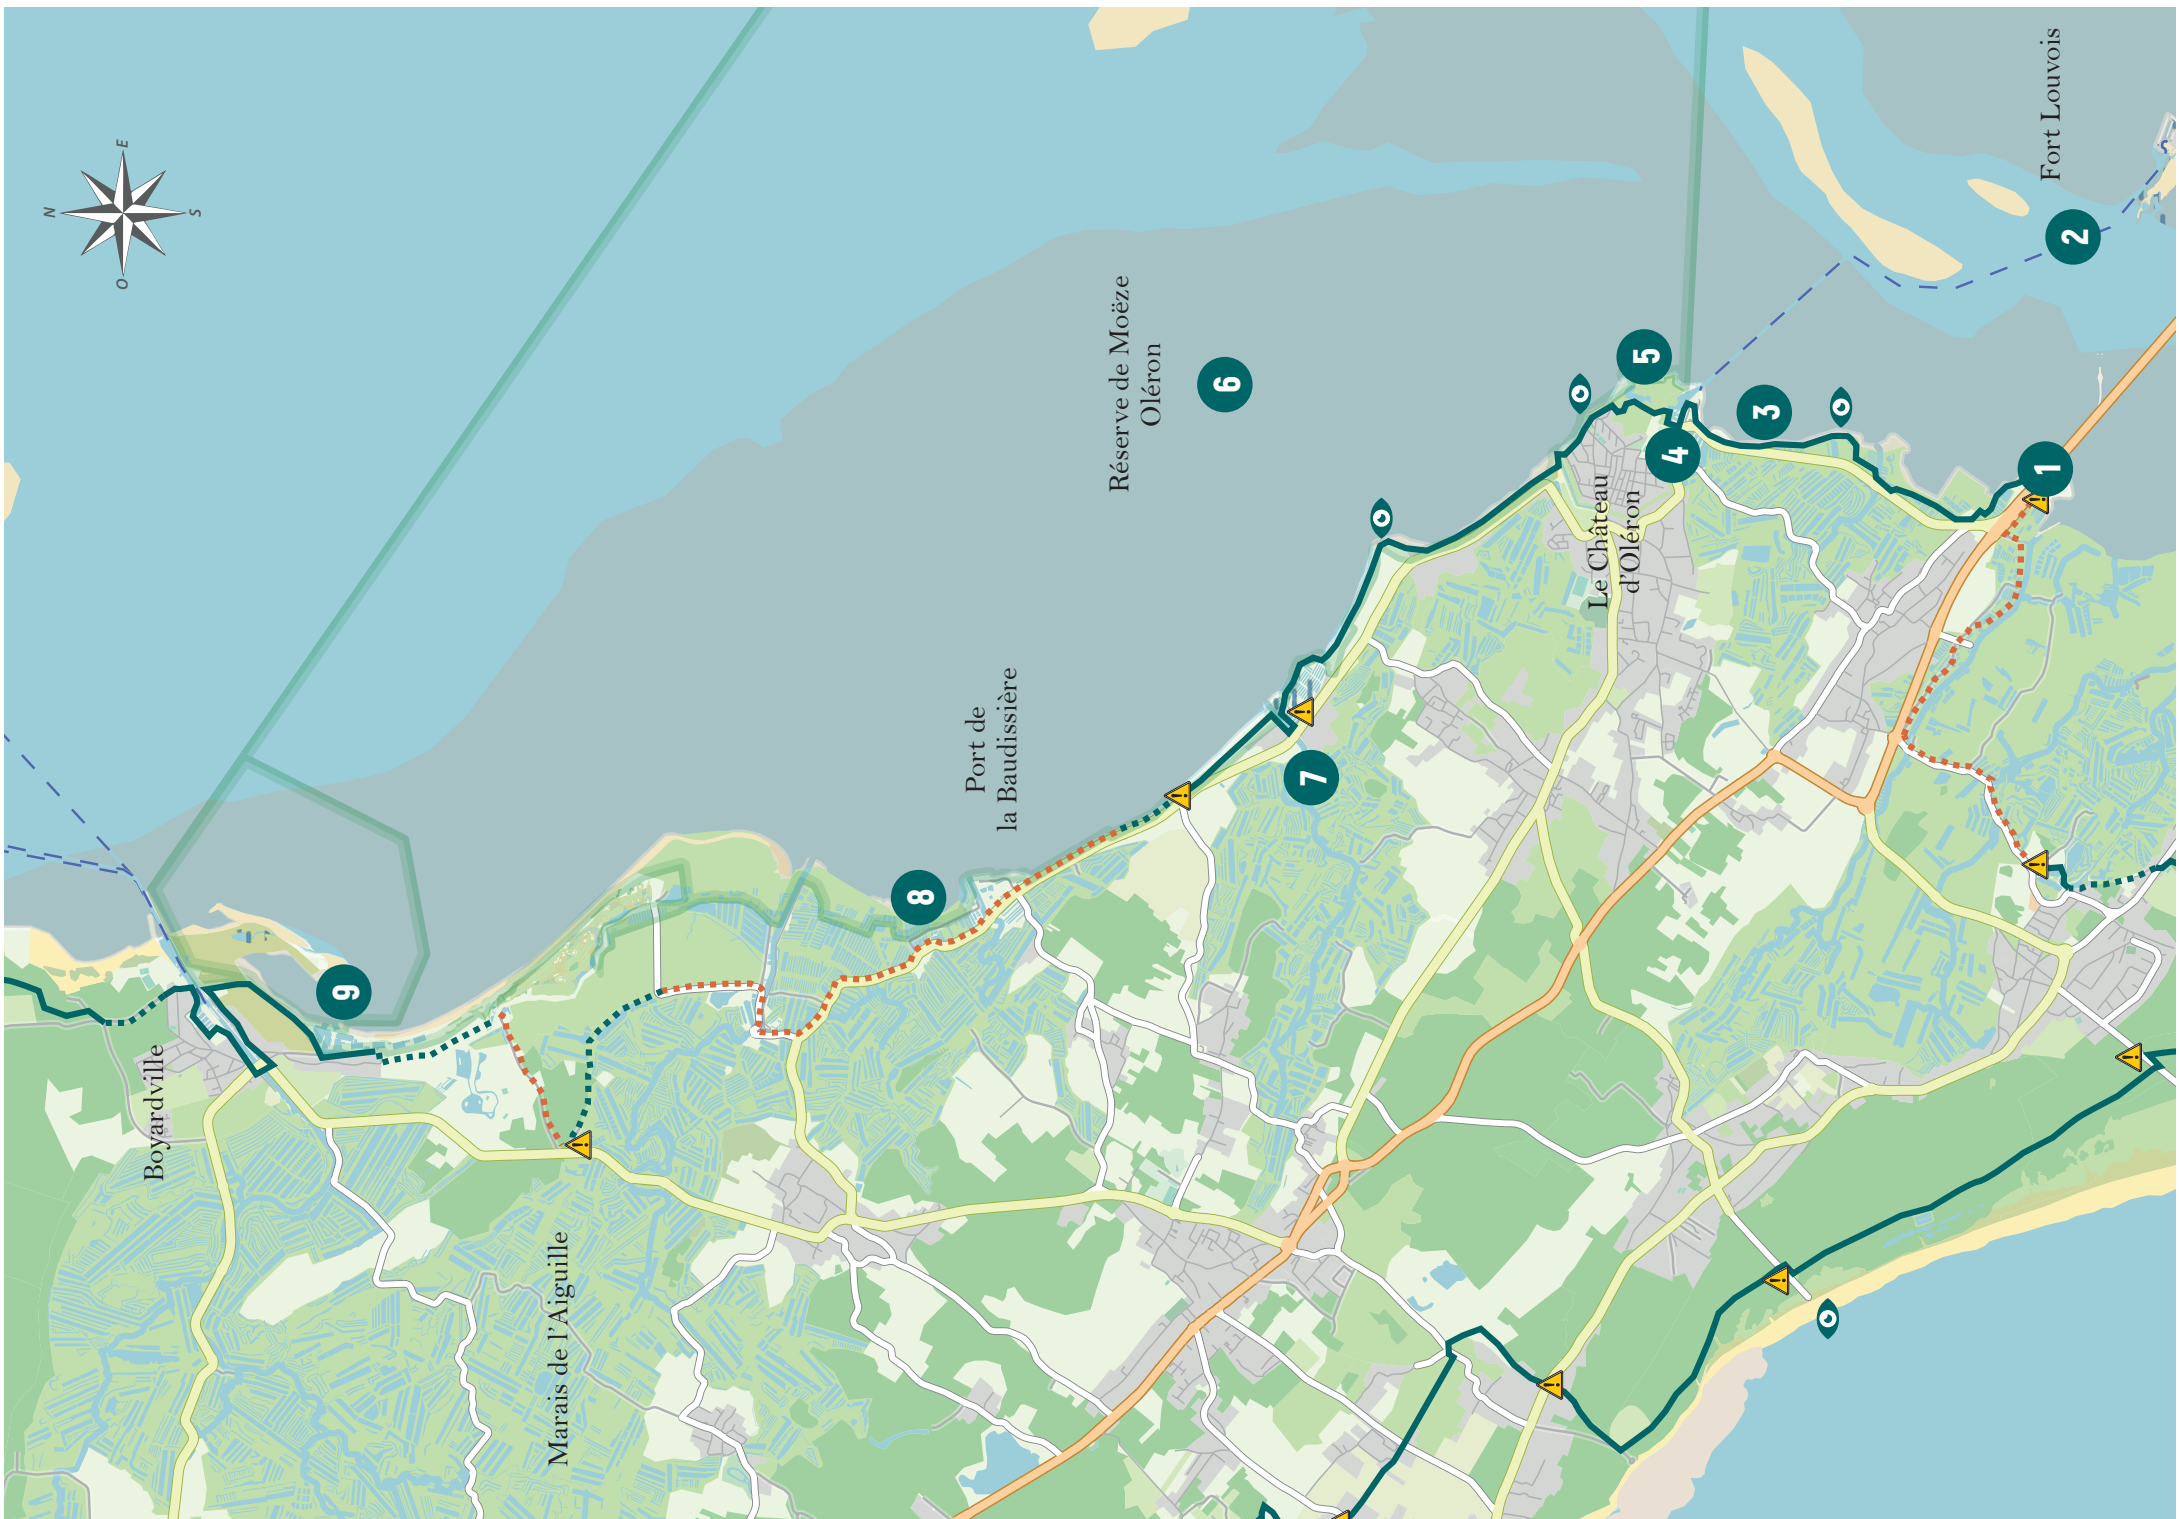 N
E
S
O
Fort Louvois
2
Réserve de Moëze
Oléron
6
5
3
4
1
Le Château
d'Oléron
7
Port de
la Baudissière
8
9
Boyardville
Marais de l'Aiguille